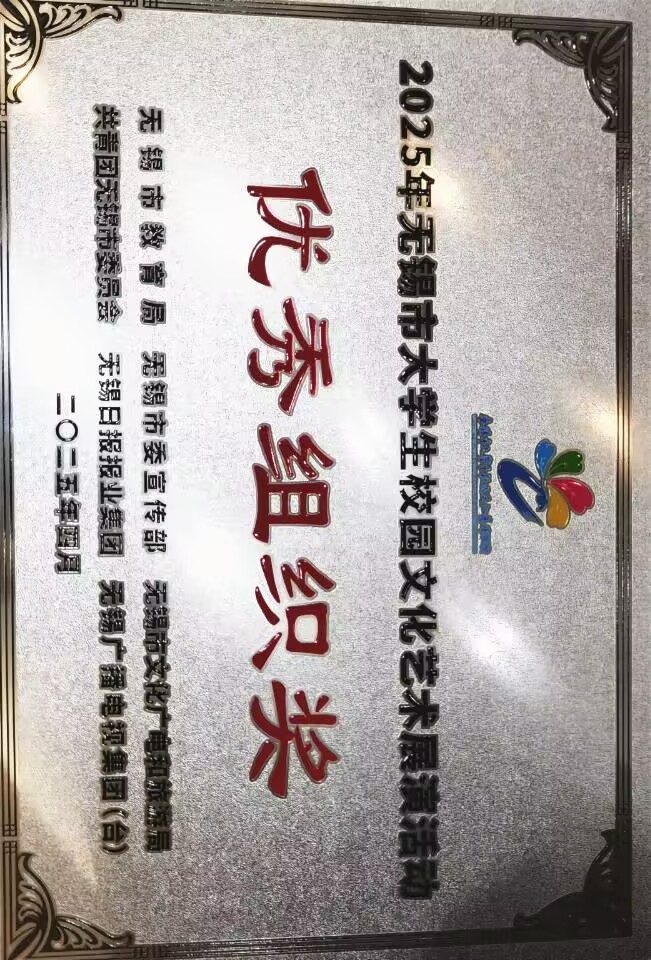 2025年无锡市大学生校园文化艺术展演活动
优秀组织奖
无锡市教育局 无锡市委宣传部 无锡市文化广电和旅游局
共青团无锡市委员会 无锡日报报业集团 无锡广播电视集团(台)
二〇二五年四月